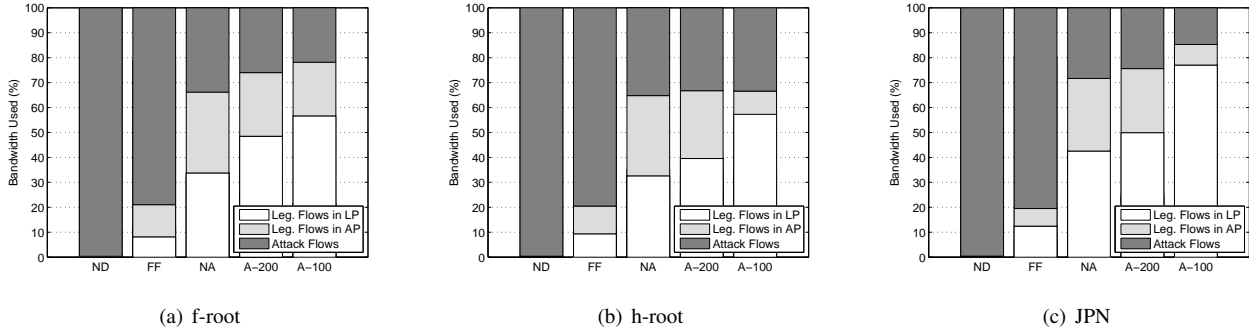 100
90
80
70
60
50
40
30
20
10
0
Bandwidth Used (%)
ND FF NA A−200 A−100
Leg. Flows in LP
Leg. Flows in AP
Attack Flows
(a) f-root
100
90
80
70
60
50
40
30
20
10
0
Bandwidth Used (%)
ND FF NA A−200 A−100
Leg. Flows in LP
Leg. Flows in AP
Attack Flows
(b) h-root
100
90
80
70
60
50
40
30
20
10
0
Bandwidth Used (%)
ND FF NA A−200 A−100
Leg. Flows in LP
Leg. Flows in AP
Attack Flows
(c) JPN